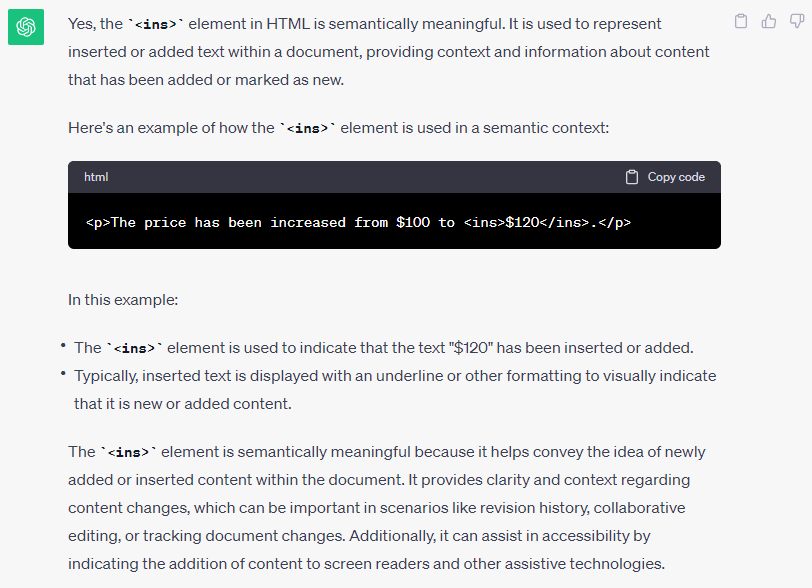 Yes, the `<ins>` element in HTML is semantically meaningful. It is used to represent
inserted or added text within a document, providing context and information about content
that has been added or marked as new.
Here's an example of how the `<ins>` element is used in a semantic context:
html
Copy code
<p>The price has been increased from $100 to <ins>$120</ins>.</p>
In this example:
• The `<ins>` element is used to indicate that the text "$120" has been inserted or added.
• Typically, inserted text is displayed with an underline or other formatting to visually indicate
that it is new or added content.
The `<ins>` element is semantically meaningful because it helps convey the idea of newly
added or inserted content within the document. It provides clarity and context regarding
content changes, which can be important in scenarios like revision history, collaborative
editing, or tracking document changes. Additionally, it can assist in accessibility by
indicating the addition of content to screen readers and other assistive technologies.